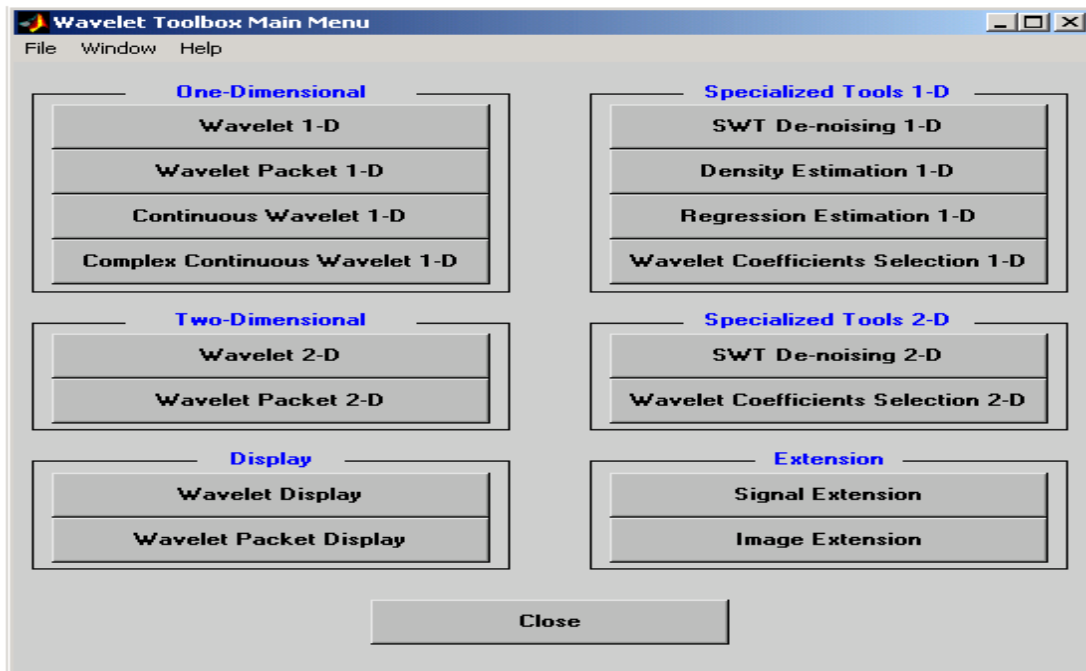 Wavelet Toolbox Main Menu
File Window Help
One-Dimensional
Wavelet 1-D
Wavelet Packet 1-D
Continuous Wavelet 1-D
Complex Continuous Wavelet 1-D
Specialized Tools 1-D
SWT De-noising 1-D
Density Estimation 1-D
Regression Estimation 1-D
Wavelet Coefficients Selection 1-D
Two-Dimensional
Wavelet 2-D
Wavelet Packet 2-D
Specialized Tools 2-D
SWT De-noising 2-D
Wavelet Coefficients Selection 2-D
Display
Wavelet Display
Wavelet Packet Display
Extension
Signal Extension
Image Extension
Close